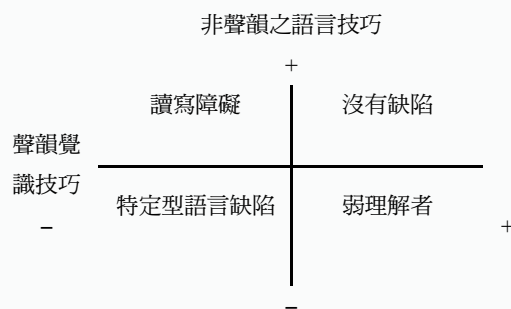 非聲韻之語言技巧
+
讀寫障礙 沒有缺陷
聲韻覺
識技巧
特定型語言缺陷 弱理解者
− +
−